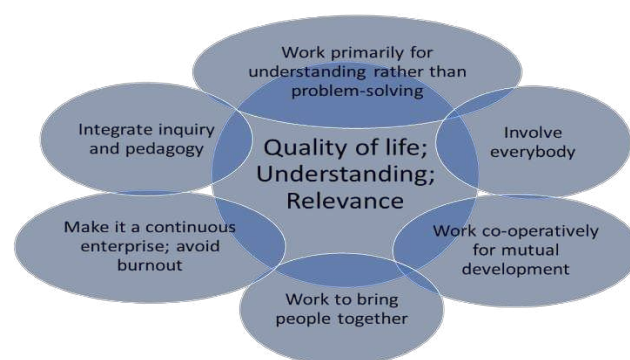 Work primarily for
understanding rather than
problem-solving
Integrate inquiry
and pedagogy
Quality of life;
Understanding;
Relevance
Involve
everybody
Make it a continuous
enterprise; avoid
burnout
Work co-operatively
for mutual
development
Work to bring
people together